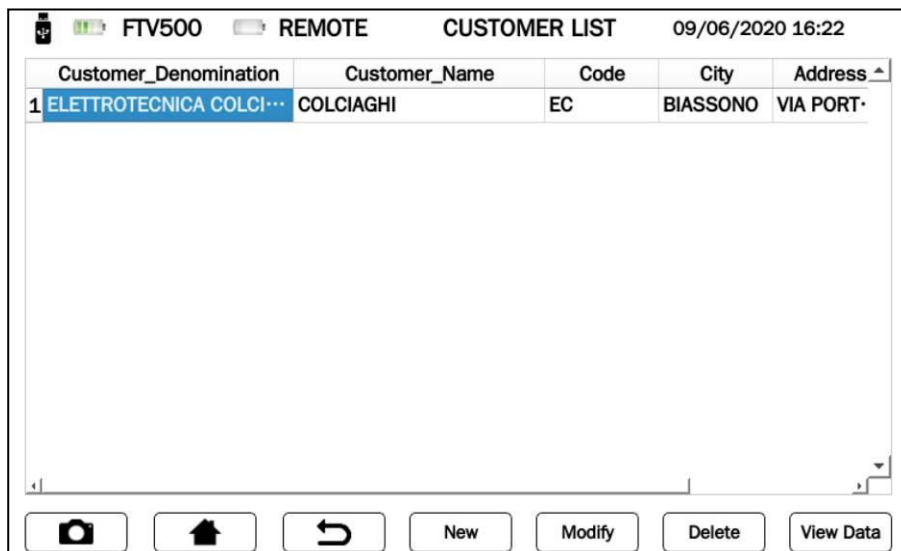 FTV500 REMOTE CUSTOMER LIST 09/06/2020 16:22
Customer_Denomination Customer_Name Code City Address
1 ELETTROTECNICA COLCI··· COLCIAGHI EC BIASSONO VIA PORT·
New Modify Delete View Data